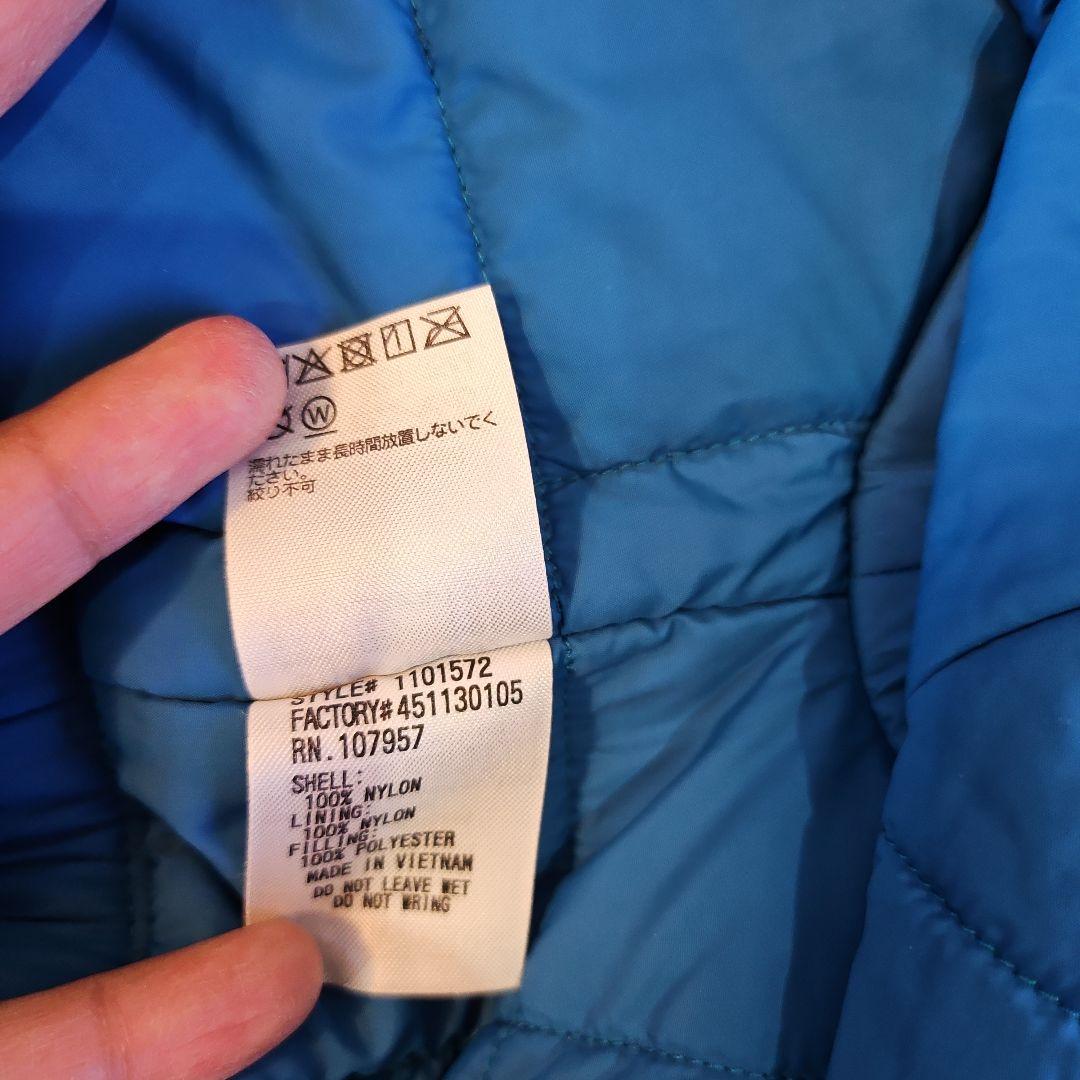 W
濡れたまま長時間放置しないでく
ださい。
絞り不可
STYLE# 1101572
FACTORY#451130105
RN.107957
SHELL:
100% NYLON
LINING:
100% NYLON
FILLING:
100% POLYESTER
MADE IN VIETNAM
DO NOT LEAVE WET
DO NOT WRING